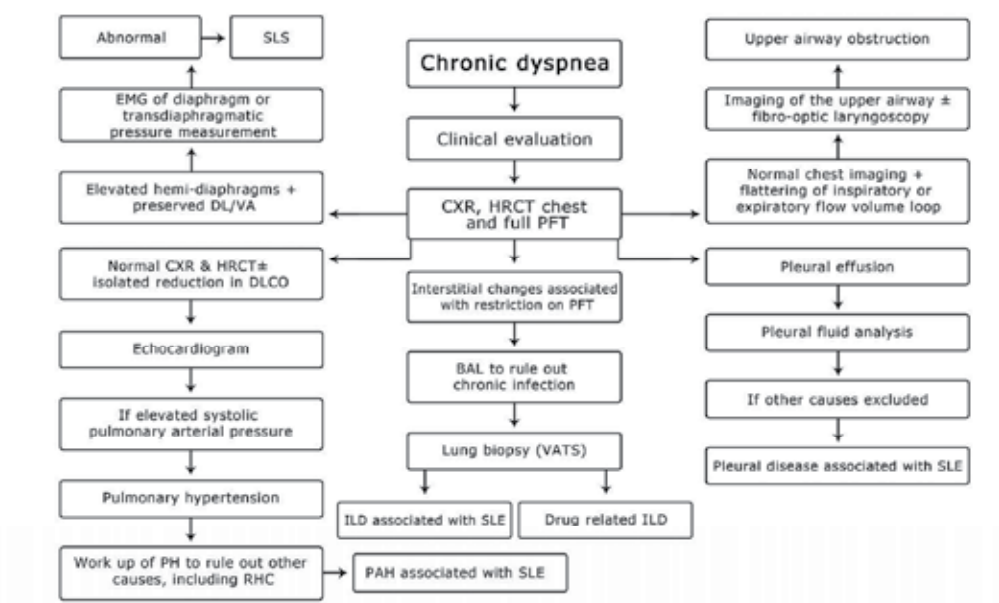 Chronic dyspnea
Clinical evaluation
CXR, HRCT chest
and full PFT
Elevated hemi-diaphragms +
preserved DL/VA
EMG of diaphragm or
transdiaphragmatic
pressure measurement
Abnormal
SLS
Normal CXR & HRCT±
isolated reduction in DLCO
Echocardiogram
If elevated systolic
pulmonary arterial pressure
Pulmonary hypertension
Work up of PH to rule out other
causes, including RHC
PAH associated with SLE
Interstitial changes associated
with restriction on PFT
BAL to rule out
chronic infection
Lung biopsy (VATS)
ILD associated with SLE
Drug related ILD
Normal chest imaging +
flattering of inspiratory or
expiratory flow volume loop
Imaging of the upper airway ±
fibro-optic laryngoscopy
Upper airway obstruction
Pleural effusion
Pleural fluid analysis
If other causes excluded
Pleural disease associated with SLE